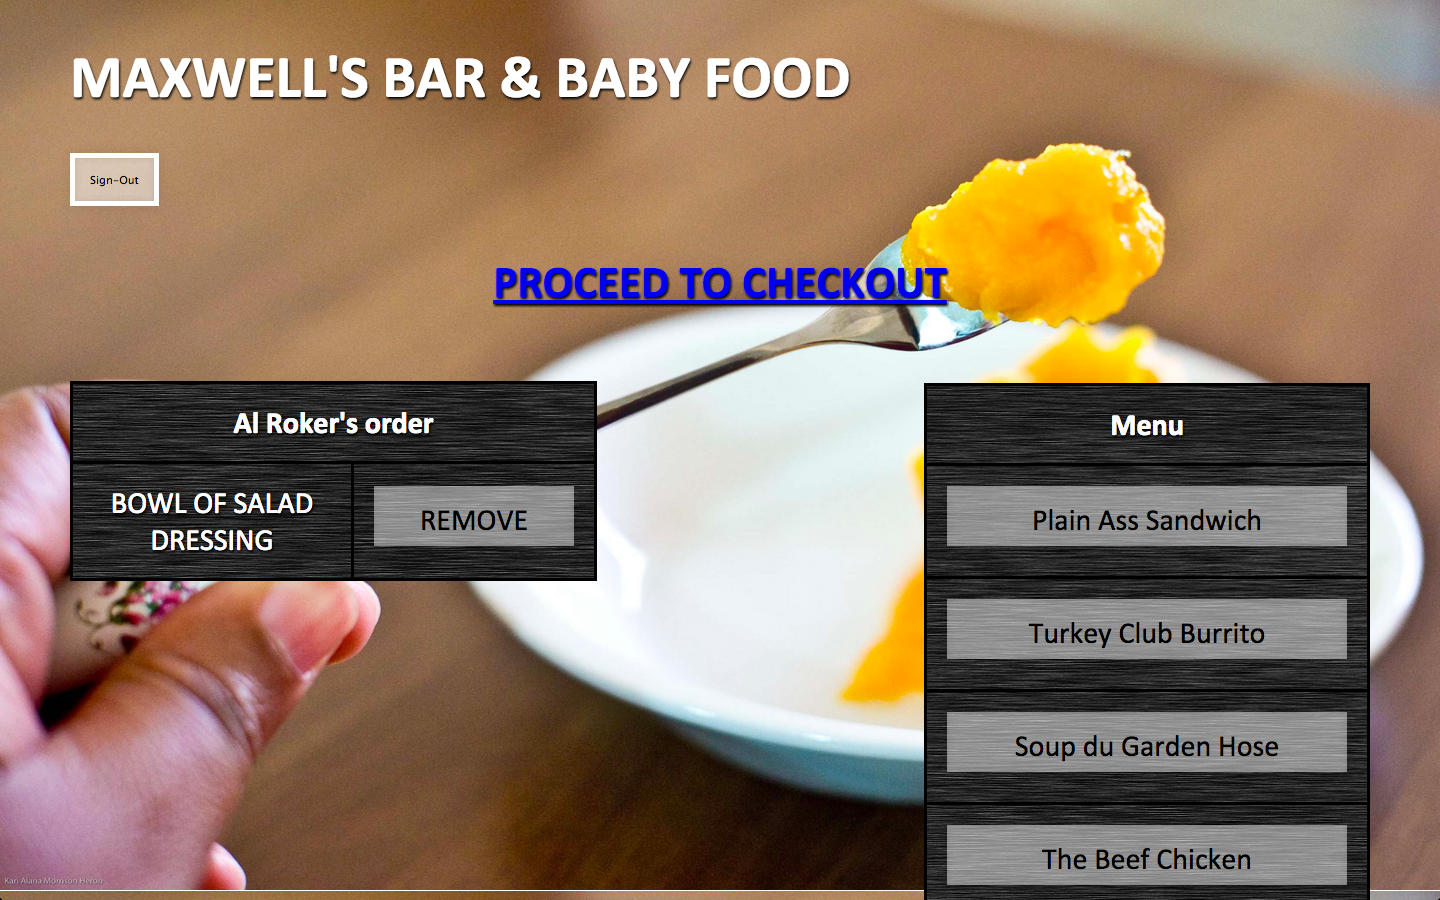 MAXWELL'S BAR & BABY FOOD
Sign-Out
PROCEED TO CHECKOUT
Al Roker's order
BOWL OF SALAD
DRESSING
REMOVE
Menu
Plain Ass Sandwich
Turkey Club Burrito
Soup du Garden Hose
The Beef Chicken
Kari Alana Morrison Heron